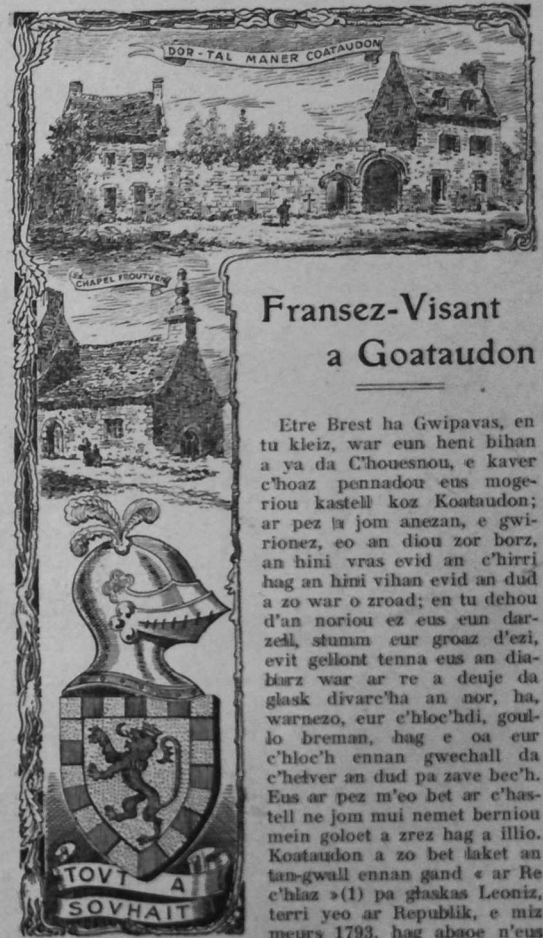 DOR-TAL MANER COATAUDON
CHAPEL FROUTVEN
Fransez-Visant
a Goataudon
Etre Brest ha Gwipavas, en
tu kleiz, war eun hent bihan
a ya da C'houesnou, e kaver
c'hoaz pennadou eus moge-
riou kastell koz Koataudon;
ar pez a jom anezan, e gwi-
rionez, eo an diou zor borz,
an hini vras evid an c'hirri
hag an hini vihan evid an dud
a zo war o zroad; en tu dehou
d'an noriou ez eus eun dar-
zell, stumm eur groaz d'ezi,
evit gellont tenna eus an dia-
barz war ar re a deuje da
glask divarc'ha an nor, ha,
warnezo, eur c'hloc'hdi, goul-
lo breman, hag e oa eur
c'hloc'h ennan gwechall da
c'helver an dud pa zave bec'h.
Eus ar pez m'eo bet ar c'has-
tell ne jom mui nemet berniou
mein goloet a zrez hag a illio.
Koataudon a zo bet laket an
tan-gwall ennan gand « ar Re
c'hlaz »(1) pa glaskas Leoniz,
terri yeo ar Republik, e miz
meurs 1793, hag abaoe n'eus
TOVT A
SOVHAIT